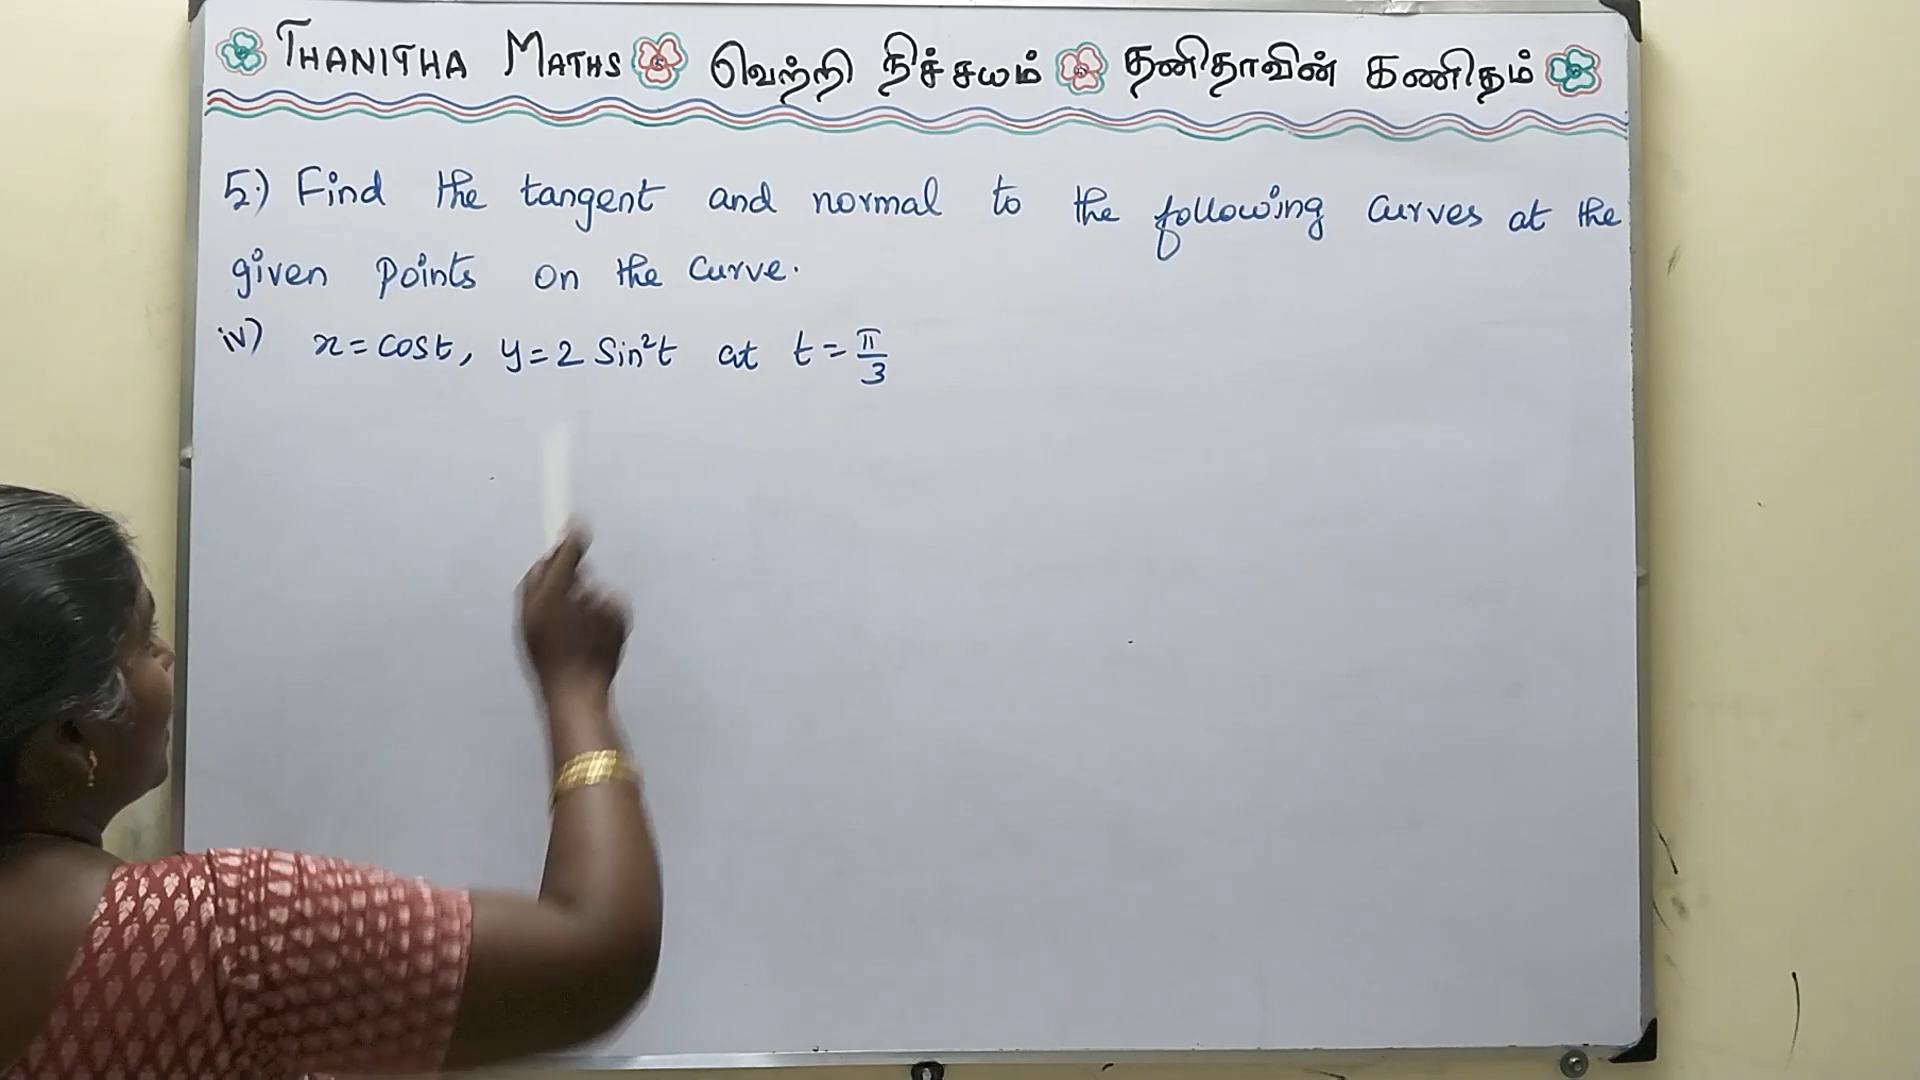 THANITHA MATHS வெற்றி நிச்சயம் தனிதாவின் கணிதம்
5.) Find the tangent and normal to the following curves at the
given points on the curve.
iv) x = cost, y = 2 Sin²t at t = π/3